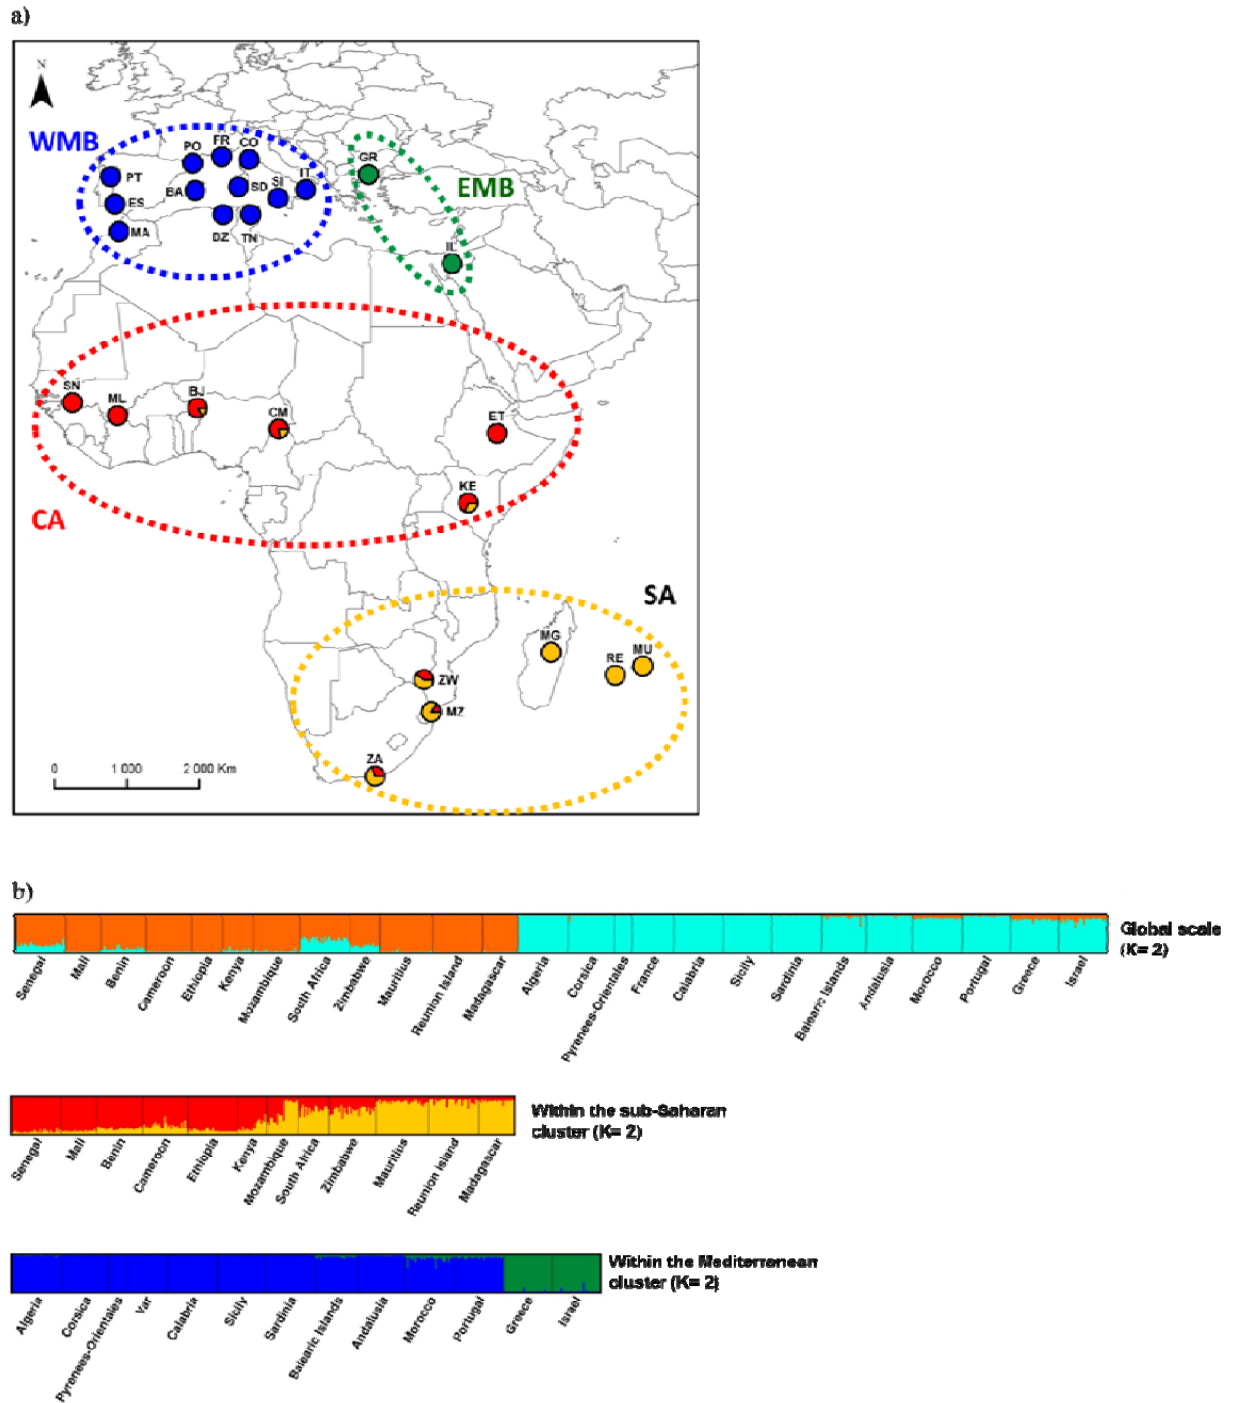 a)
N
WMB
PO
FR
CO
GR
IT
PT
BA
SD
SI
EMB
ES
MA
DZ
TN
IL
SN
ML
BJ
CM
ET
KE
CA
SA
MG
RE
MU
ZW
MZ
ZA
0
1 000
2 000 Km
b)
Global scale
(K= 2)
Senegal
Mali
Benin
Cameroon
Ethiopia
Kenya
Mozambique
South Africa
Zimbabwe
Mauritius
Reunion Island
Madagascar
Algeria
Corsica
Pyrenees-Orientales
France
Calabria
Sicily
Sardinia
Balearic Islands
Andalusia
Morocco
Portugal
Greece
Israel
Within the sub-Saharan
cluster (K= 2)
Senegal
Mali
Benin
Cameroon
Ethiopia
Kenya
Mozambique
South Africa
Zimbabwe
Mauritius
Reunion Island
Madagascar
Within the Mediterranean
cluster (K= 2)
Algeria
Corsica
Pyrenees-Orientales
Var
Calabria
Sicily
Sardinia
Balearic Islands
Andalusia
Morocco
Portugal
Greece
Israel